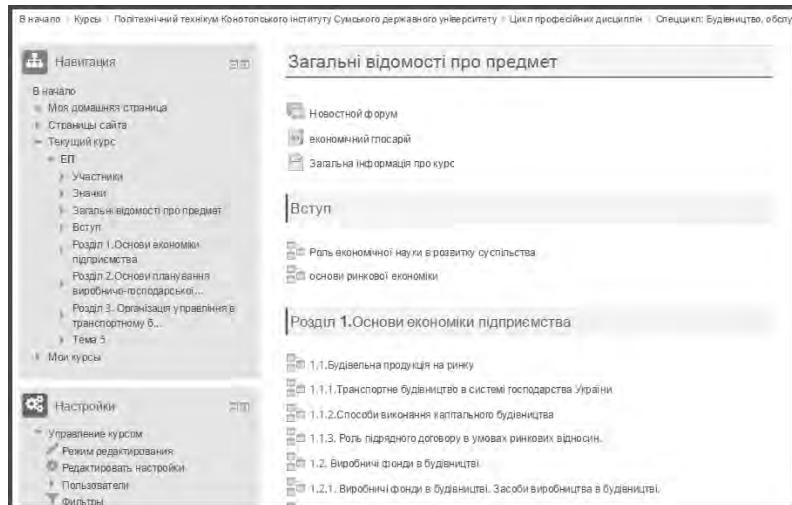 В начало Курсы Політехнічний технікум Конотопського інституту Сумського державного університету Цикл професійних дисциплін Спеццикл: Будівництво, обслу
Навигация
В начало
Моя домашняя страница
Страницы сайта
Текущий курс
ЕП
Участники
Значки
Загальні відомості про предмет
Вступ
Розділ 1.Основи економіки
підприємства
Розділ 2.Основи планування
виробничо-господарської...
Розділ 3. Організація управління в
транспортному б...
Тема 5
Мои курсы
Настройки
Управление курсом
Режим редактирования
Редактировать настройки
Пользователи
Фильтры
Загальні відомості про предмет
Новостной форум
економічний глосарій
Загальна інформація про курс
Вступ
Роль економічної науки в розвитку суспільства
основи ринкової економіки
Розділ 1.Основи економіки підприємства
1.1.Будівельна продукція на ринку
1.1.1.Транспортне будівництво в системі господарства України
1.1.2.Способи виконання капітального будівництва
1.1.3. Роль підрядного договору в умовах ринкових відносин.
1.2. Виробничі фонди в будівництві.
1.2.1. Виробничі фонди в будівництві. Засоби виробництва в будівництві.